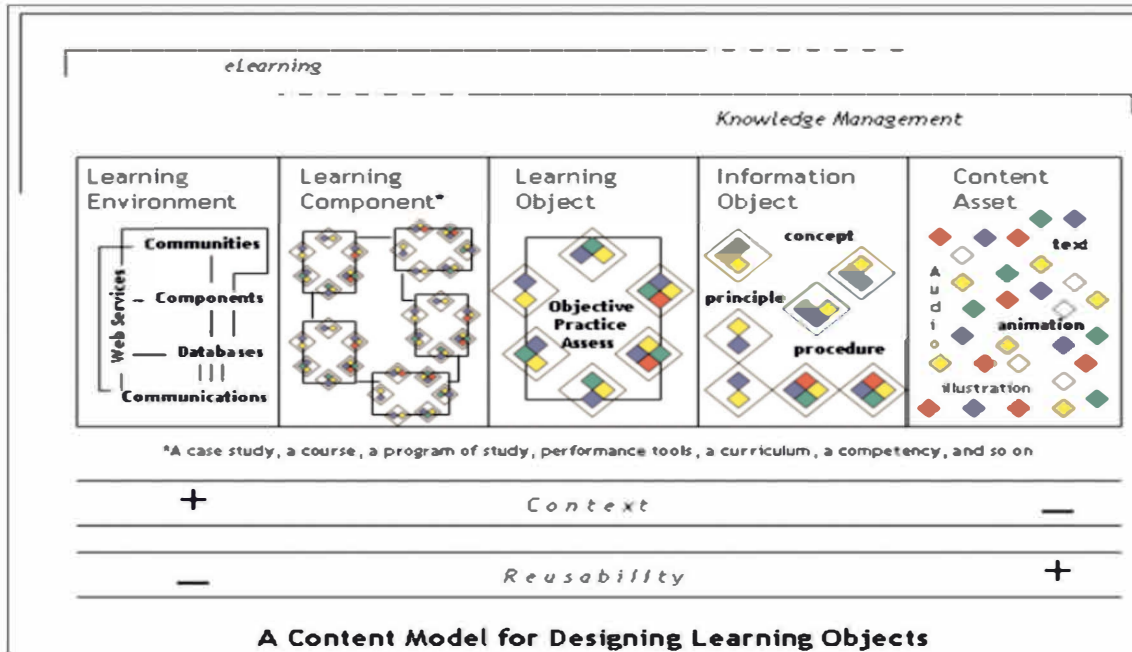 eLearning
Knowledge Management
Learning Environment
Web Services
Communities
Components
Databases
Communications
Learning Component*
Learning Object
Objective
Practice
Assess
Information Object
concept
principle
procedure
Content Asset
text
Audio
animation
illustration
*A case study, a course, a program of study, performance tools, a curriculum, a competency, and so on
+ Context —
— Reusability +
A Content Model for Designing Learning Objects